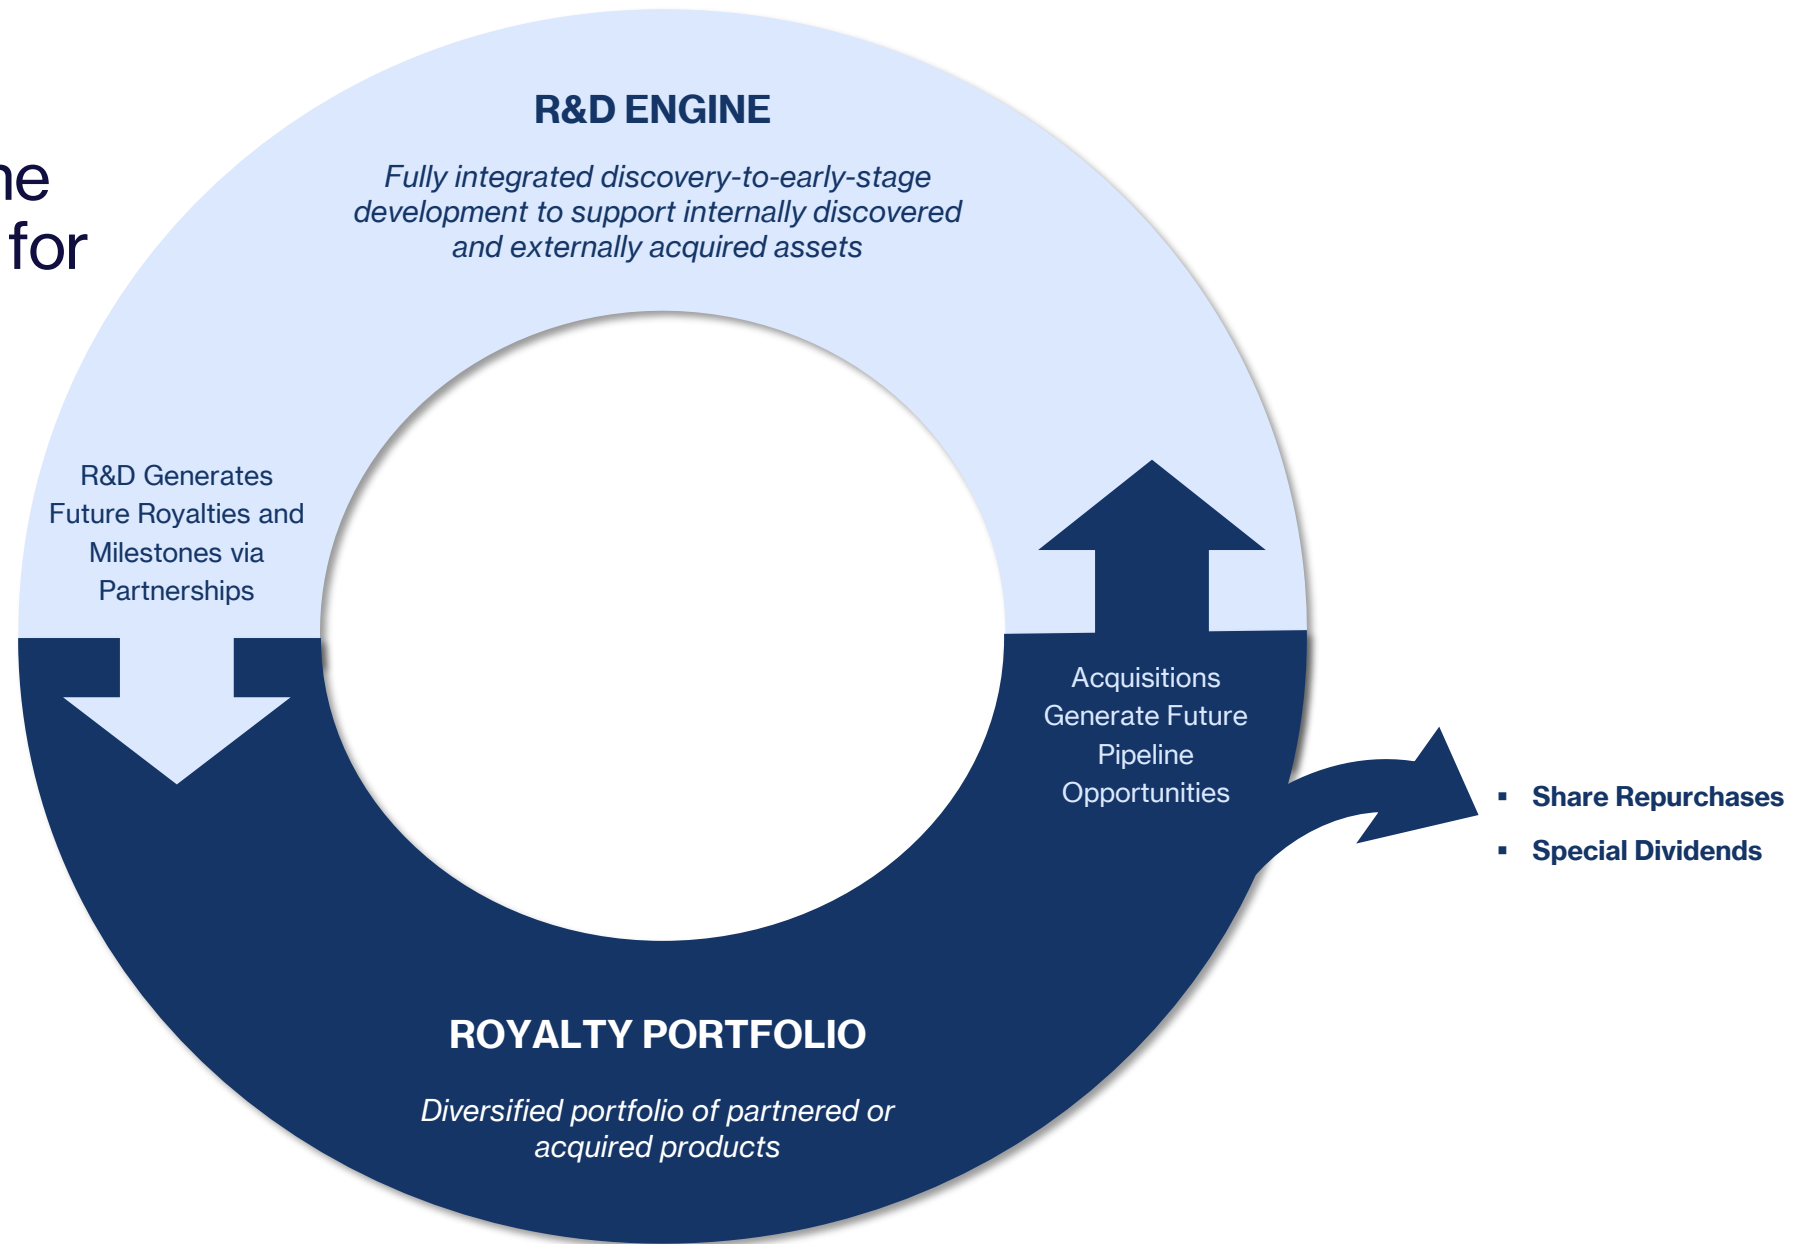 R&D ENGINE
Fully integrated discovery-to-early-stage
development to support internally discovered
and externally acquired assets
for
R&D Generates
Future Royalties and
Milestones via
Partnerships
Acquisitions
Generate Future
Pipeline
Opportunities
▪ Share Repurchases
▪ Special Dividends
ROYALTY PORTFOLIO
Diversified portfolio of partnered or
acquired products